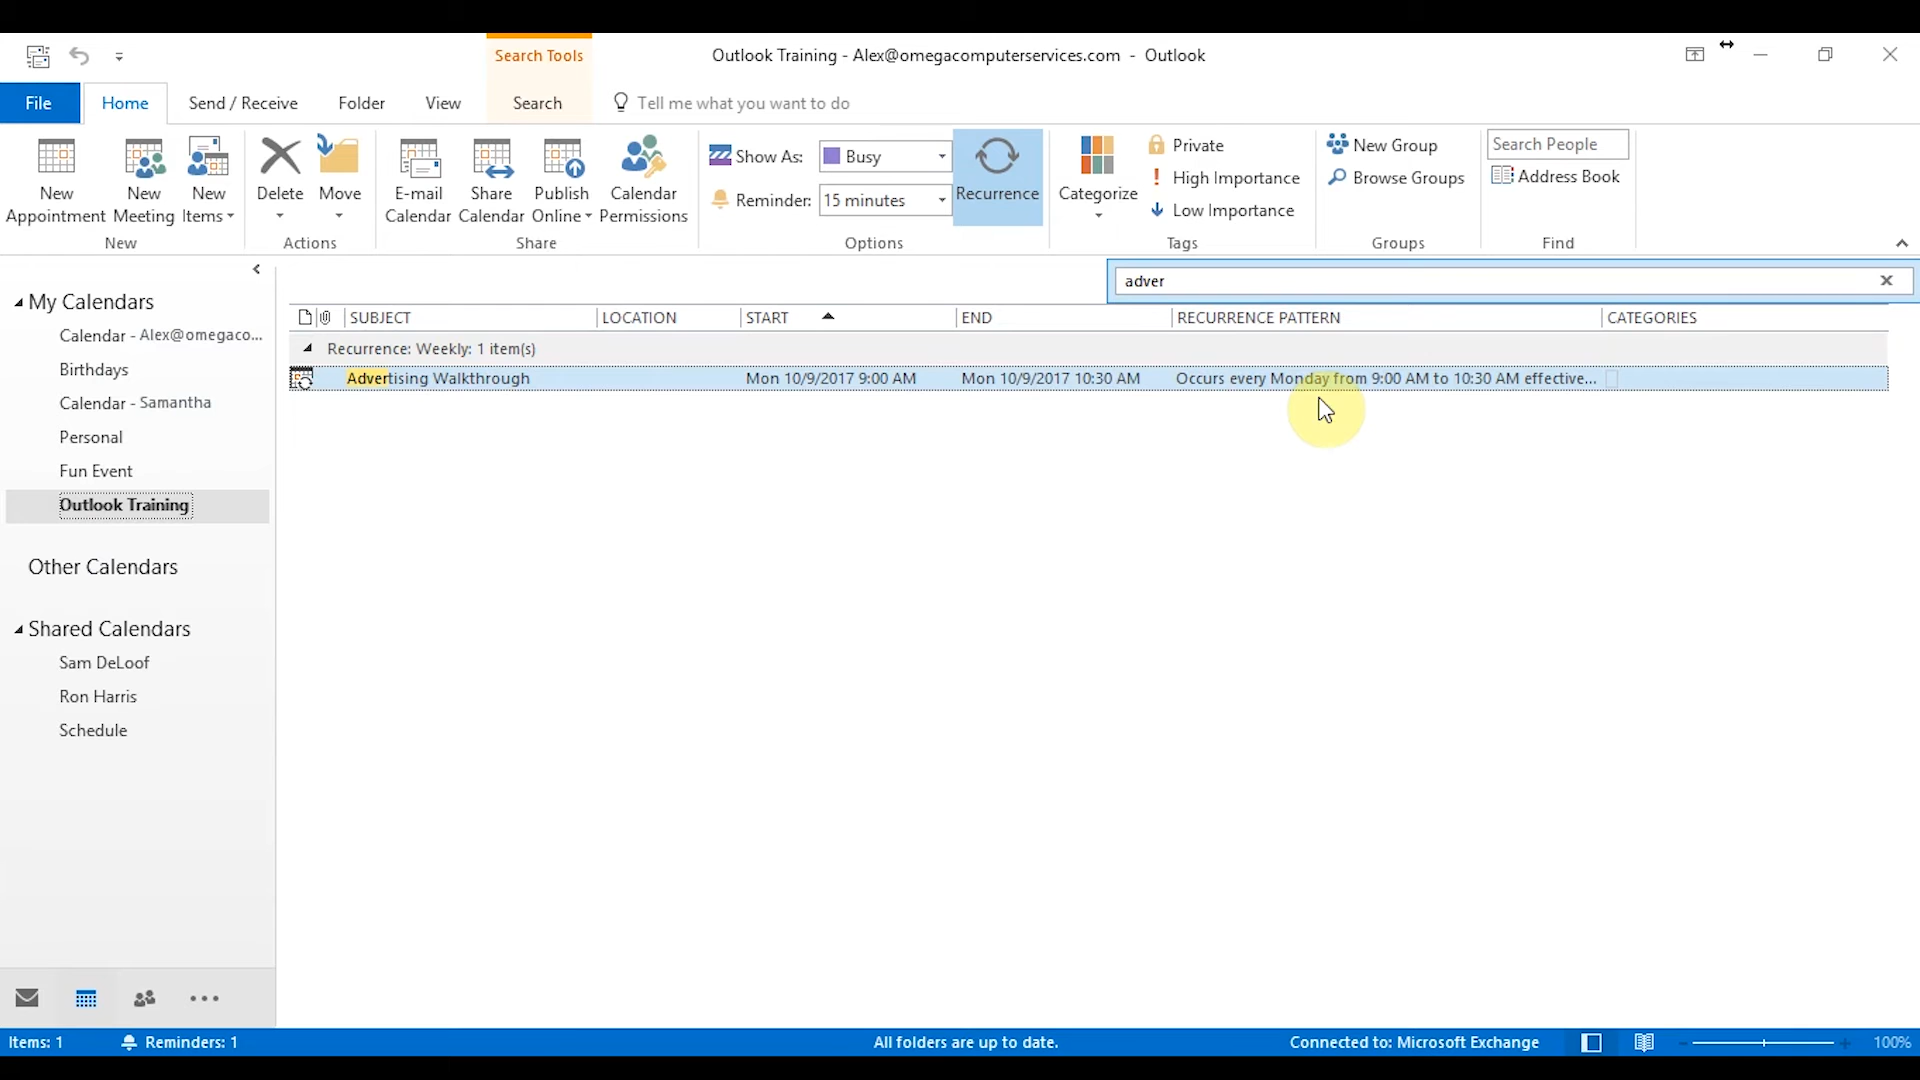 Search Tools
Outlook Training - Alex@omegacomputerservices.com - Outlook
File Home Send / Receive Folder View Search Tell me what you want to do
New Appointment
New Meeting
New Items
Delete
Move
E-mail Calendar
Share Calendar
Publish Online
Calendar Permissions
Show As: Busy
Reminder: 15 minutes
Recurrence
Categorize
Private
High Importance
Low Importance
New Group
Browse Groups
Search People
Address Book
New Actions Share Options Tags Groups Find
adver
My Calendars
Calendar - Alex@omegaco...
Birthdays
Calendar - Samantha
Personal
Fun Event
Outlook Training
Other Calendars
Shared Calendars
Sam DeLoof
Ron Harris
Schedule
SUBJECT LOCATION START END RECURRENCE PATTERN CATEGORIES
Recurrence: Weekly: 1 item(s)
Advertising Walkthrough Mon 10/9/2017 9:00 AM Mon 10/9/2017 10:30 AM Occurs every Monday from 9:00 AM to 10:30 AM effective...
Items: 1 Reminders: 1 All folders are up to date. Connected to: Microsoft Exchange 100%